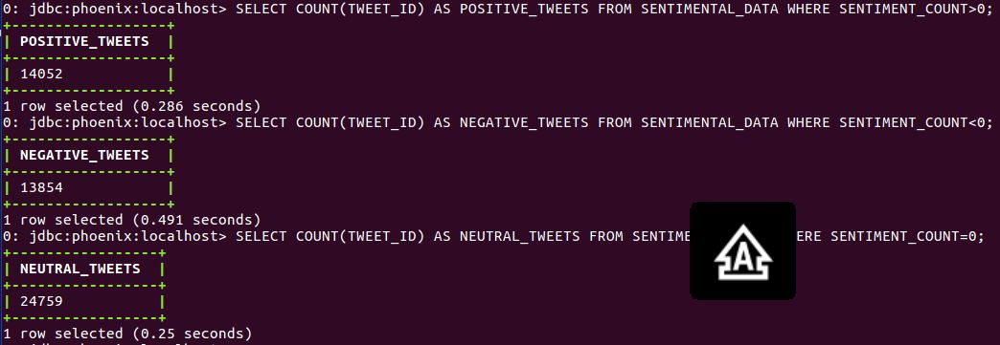 0: jdbc:phoenix:localhost> SELECT COUNT(TWEET_ID) AS POSITIVE_TWEETS FROM SENTIMENTAL_DATA WHERE SENTIMENT_COUNT>0;
+------------------+
| POSITIVE_TWEETS |
+------------------+
| 14052 |
+------------------+
1 row selected (0.286 seconds)
0: jdbc:phoenix:localhost> SELECT COUNT(TWEET_ID) AS NEGATIVE_TWEETS FROM SENTIMENTAL_DATA WHERE SENTIMENT_COUNT<0;
+------------------+
| NEGATIVE_TWEETS |
+------------------+
| 13854 |
+------------------+
1 row selected (0.491 seconds)
0: jdbc:phoenix:localhost> SELECT COUNT(TWEET_ID) AS NEUTRAL_TWEETS FROM SENTIME ERE SENTIMENT_COUNT=0;
A
+-----------------+
| NEUTRAL_TWEETS |
+-----------------+
| 24759 |
+-----------------+
1 row selected (0.25 seconds)